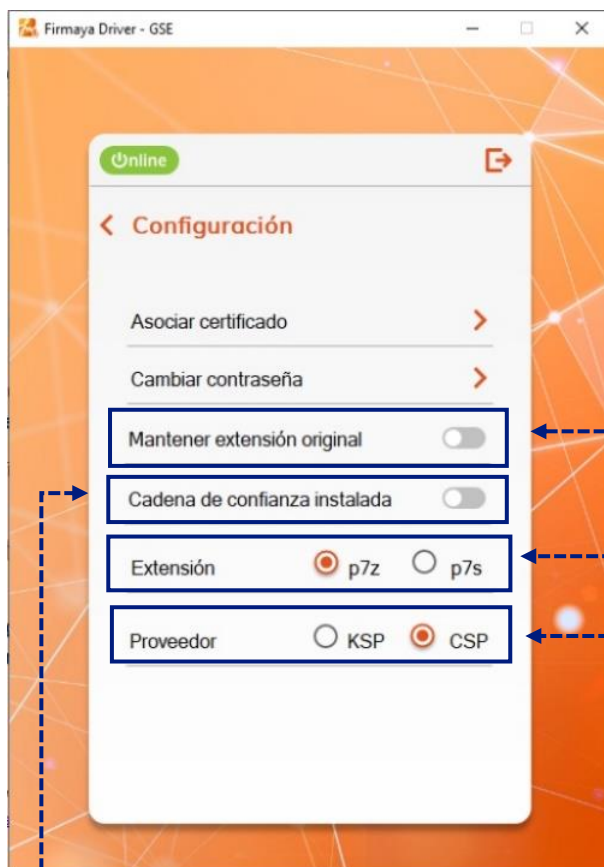 Firmaya Driver - GSE
Online
Configuración
Asociar certificado
Cambiar contraseña
Mantener extensión original
Cadena de confianza instalada
Extensión p7z p7s
Proveedor KSP CSP